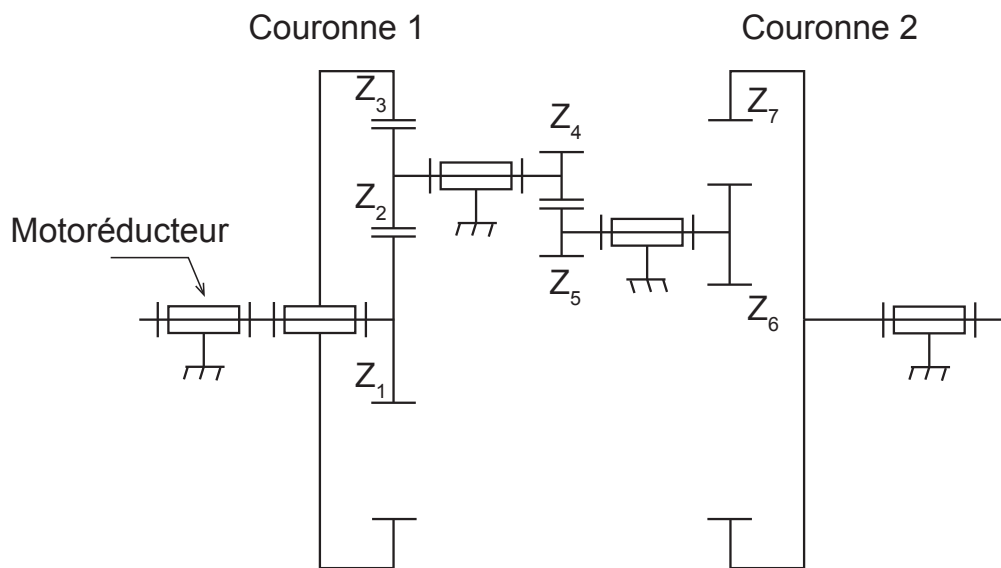 Couronne 1
Couronne 2
Z₃
Z₇
Z₄
Z₂
Motoréducteur
Z₅
Z₆
Z₁